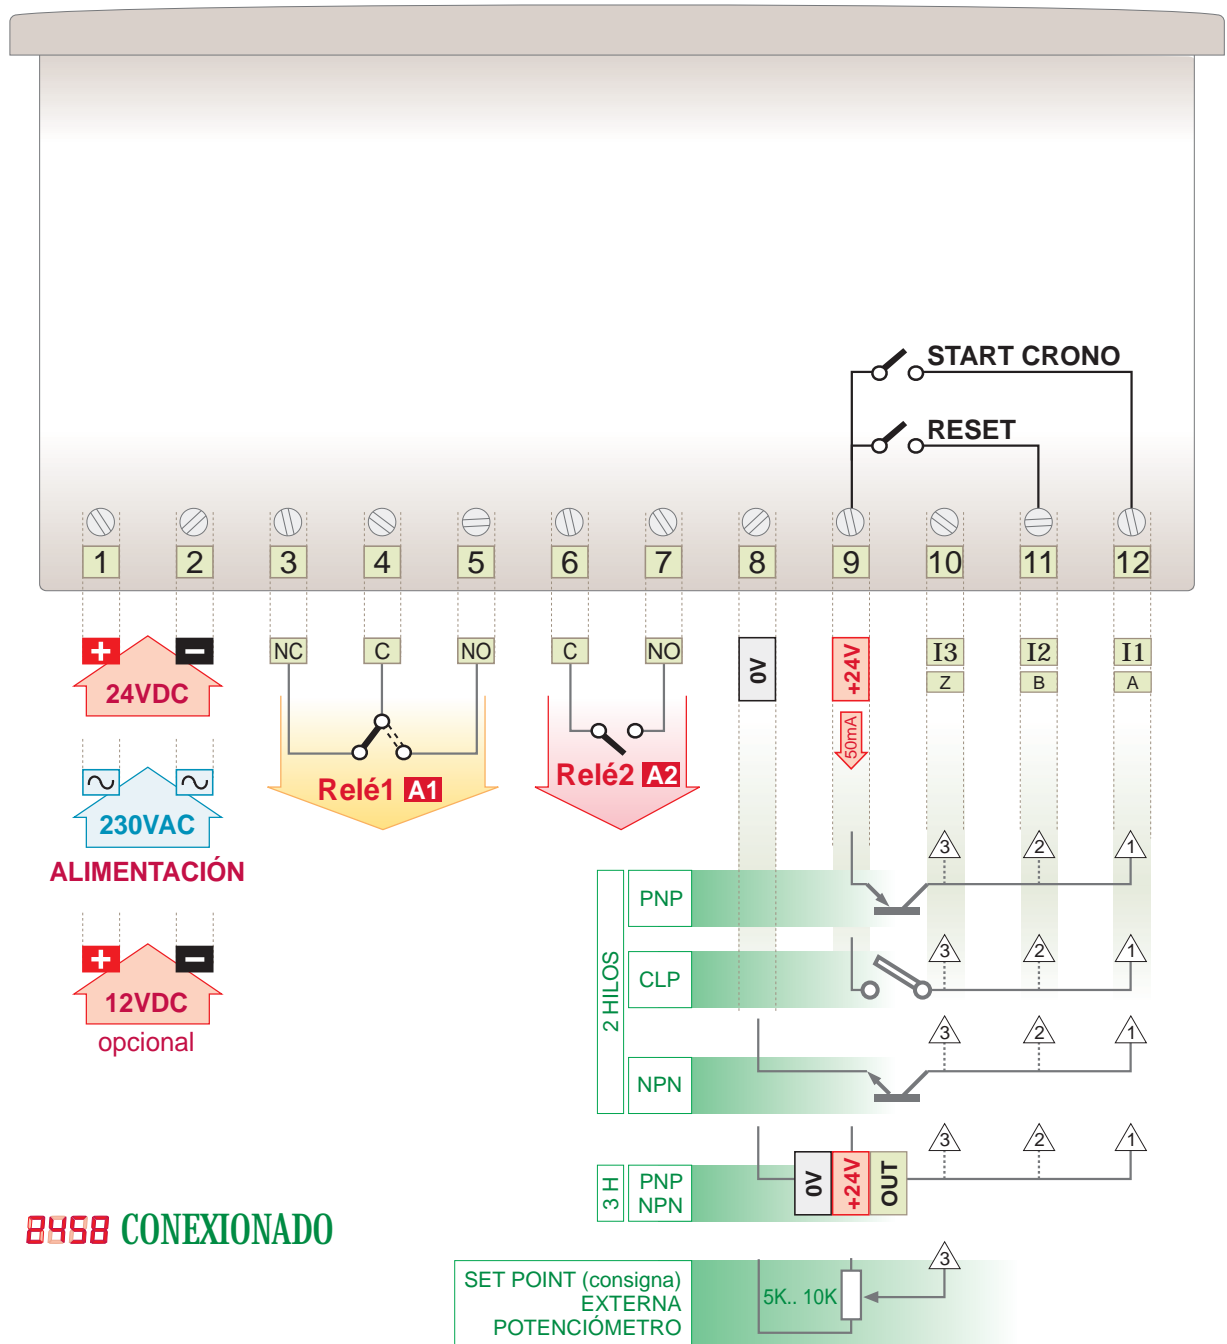 START CRONO
RESET
1 2 3 4 5 6 7 8 9 10 11 12
+ − NC C NO C NO 0V +24V I3 I2 I1
Z B A
24VDC
50mA
Relé1 A1
Relé2 A2
230VAC
ALIMENTACIÓN
+ −
12VDC
opcional
2 HILOS
PNP
3 2 1
CLP
3 2 1
NPN
3 2 1
3 H
PNP
NPN
0V +24V OUT
3 2 1
8458 CONEXIONADO
SET POINT (consigna)
EXTERNA
POTENCIÓMETRO
5K.. 10K
3